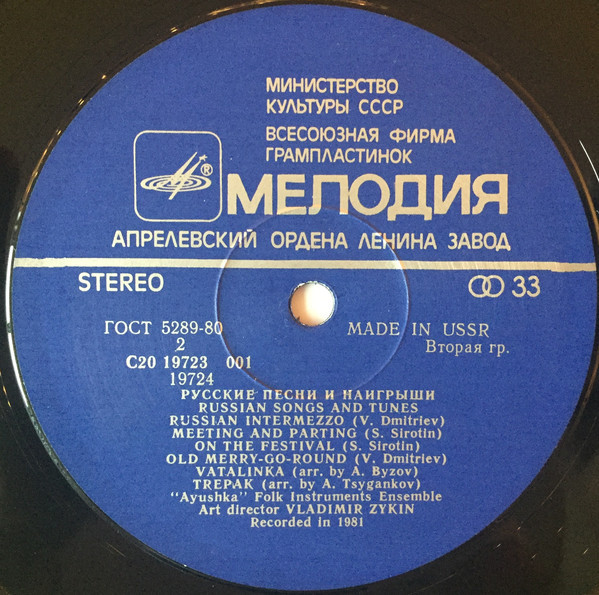 МИНИСТЕРСТВО
КУЛЬТУРЫ СССР
ВСЕСОЮЗНАЯ ФИРМА
ГРАМПЛАСТИНОК
®
МЕЛОДИЯ
АПРЕЛЕВСКИЙ ОРДЕНА ЛЕНИНА ЗАВОД
STEREO
33
ГОСТ 5289-80
2
С20 19723 001
19724
MADE IN USSR
Вторая гр.
РУССКИЕ ПЕСНИ И НАИГРЫШИ
RUSSIAN SONGS AND TUNES
RUSSIAN INTERMEZZO (V. Dmitriev)
MEETING AND PARTING (S. Sirotin)
ON THE FESTIVAL (S. Sirotin)
OLD MERRY-GO-ROUND (V. Dmitriev)
VATALINKA (arr. by A. Byzov)
TREPAK (arr. by A. Tsygankov)
"Ayushka" Folk Instruments Ensemble
Art director VLADIMIR ZYKIN
Recorded in 1981